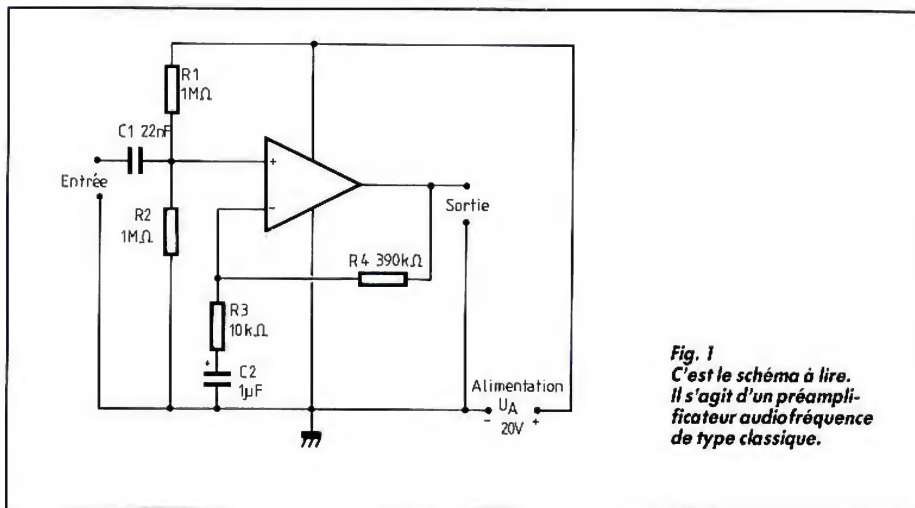 R1
1MΩ
C1 22nF
+
Entrée
R2
1MΩ
−
Sortie
R4 390kΩ
R3
10kΩ
+
C2
1µF
Alimentation
UA
− 20V +
Fig. 1
C'est le schéma à lire.
Il s'agit d'un préampli-
ficateur audiofréquence
de type classique.